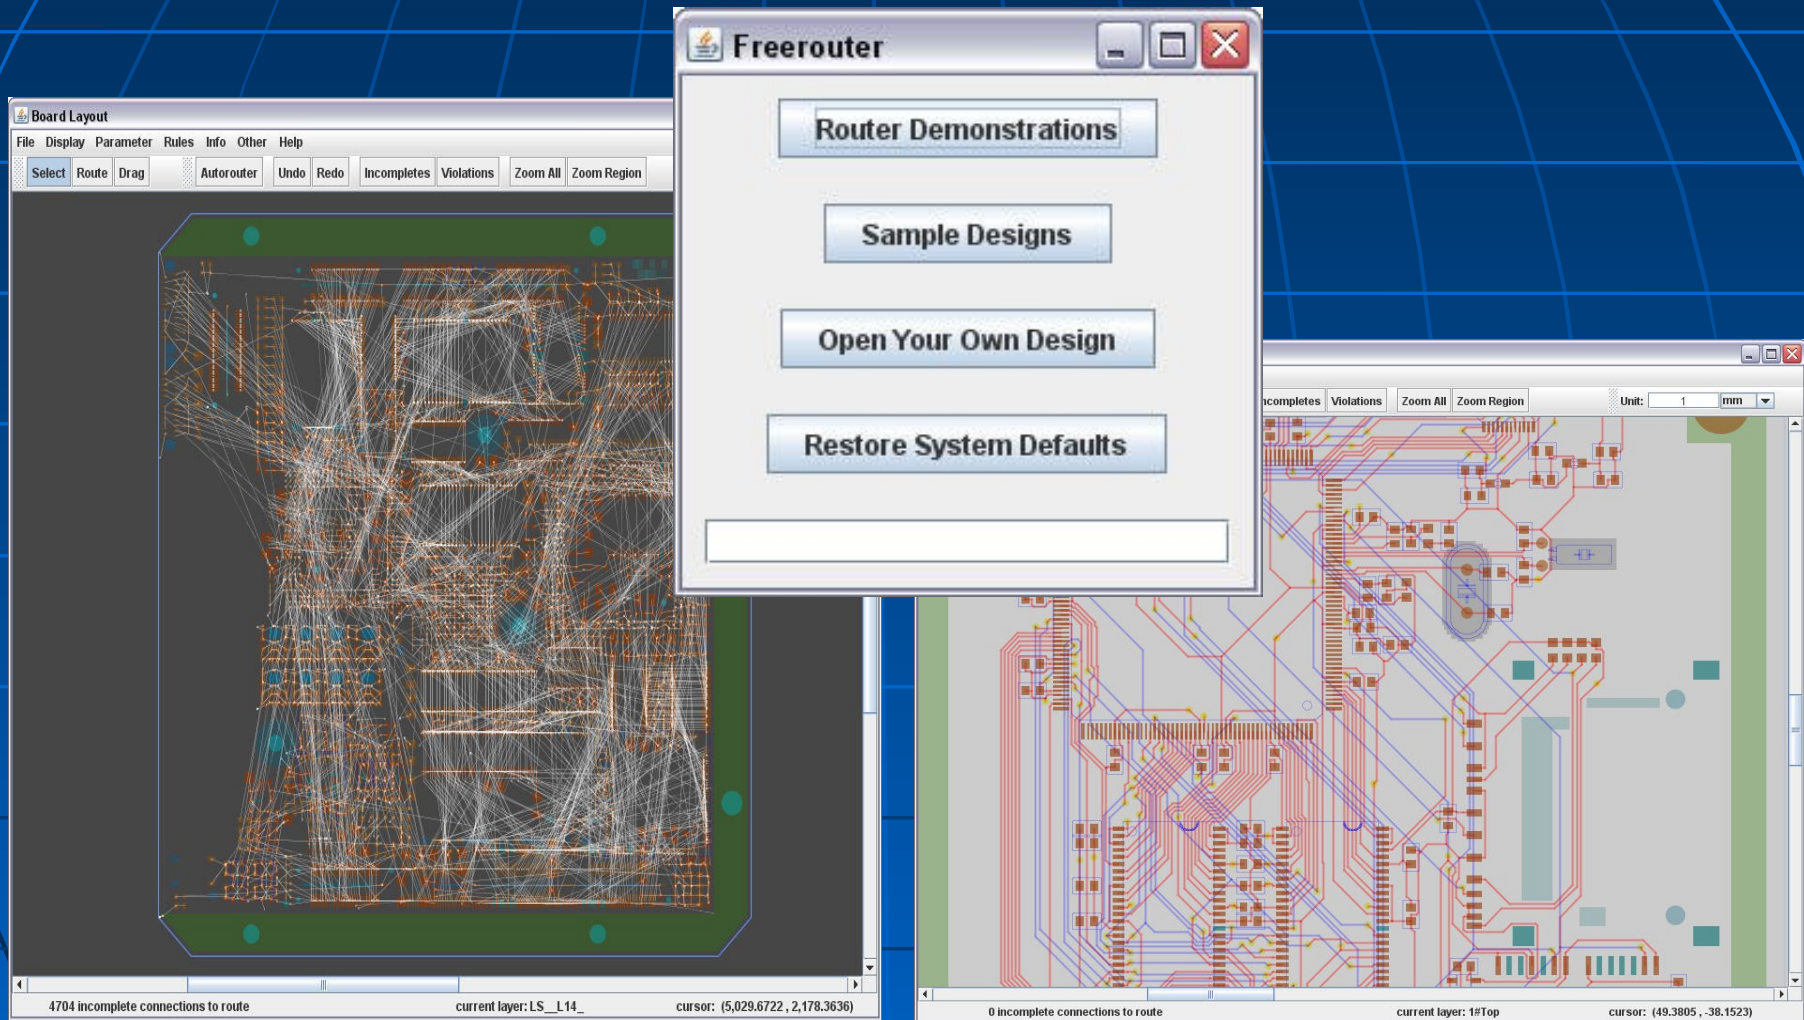 Freerouter
Router Demonstrations
Sample Designs
Open Your Own Design
Restore System Defaults
Board Layout
File Display Parameter Rules Info Other Help
Select Route Drag Autorouter Undo Redo Incompletes Violations Zoom All Zoom Region
4704 incomplete connections to route current layer: LS__L14_ cursor: (5,029.6722 , 2,178.3636)
ncompletes Violations Zoom All Zoom Region Unit: 1 mm
0 incomplete connections to route current layer: 1#Top cursor: (49.3805 , -38.1523)